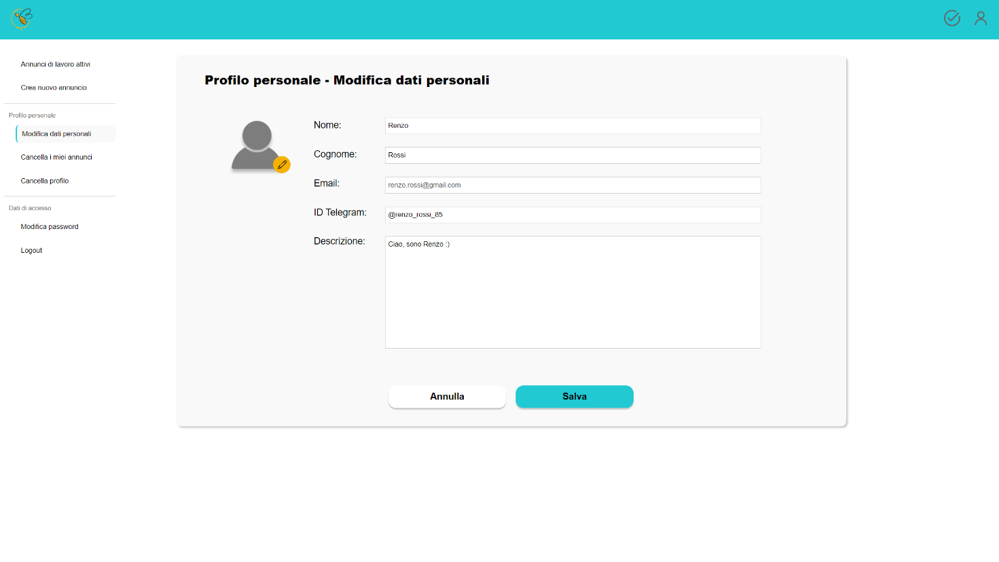 Annunci di lavoro attivi
Crea nuovo annuncio
Profilo personale
Modifica dati personali
Cancella i miei annunci
Cancella profilo
Dati di accesso
Modifica password
Logout
Profilo personale - Modifica dati personali
Nome:
Renzo
Cognome:
Rossi
Email:
renzo.rossi@gmail.com
ID Telegram:
@renzo_rossi_85
Descrizione:
Ciao, sono Renzo :)
Annulla
Salva